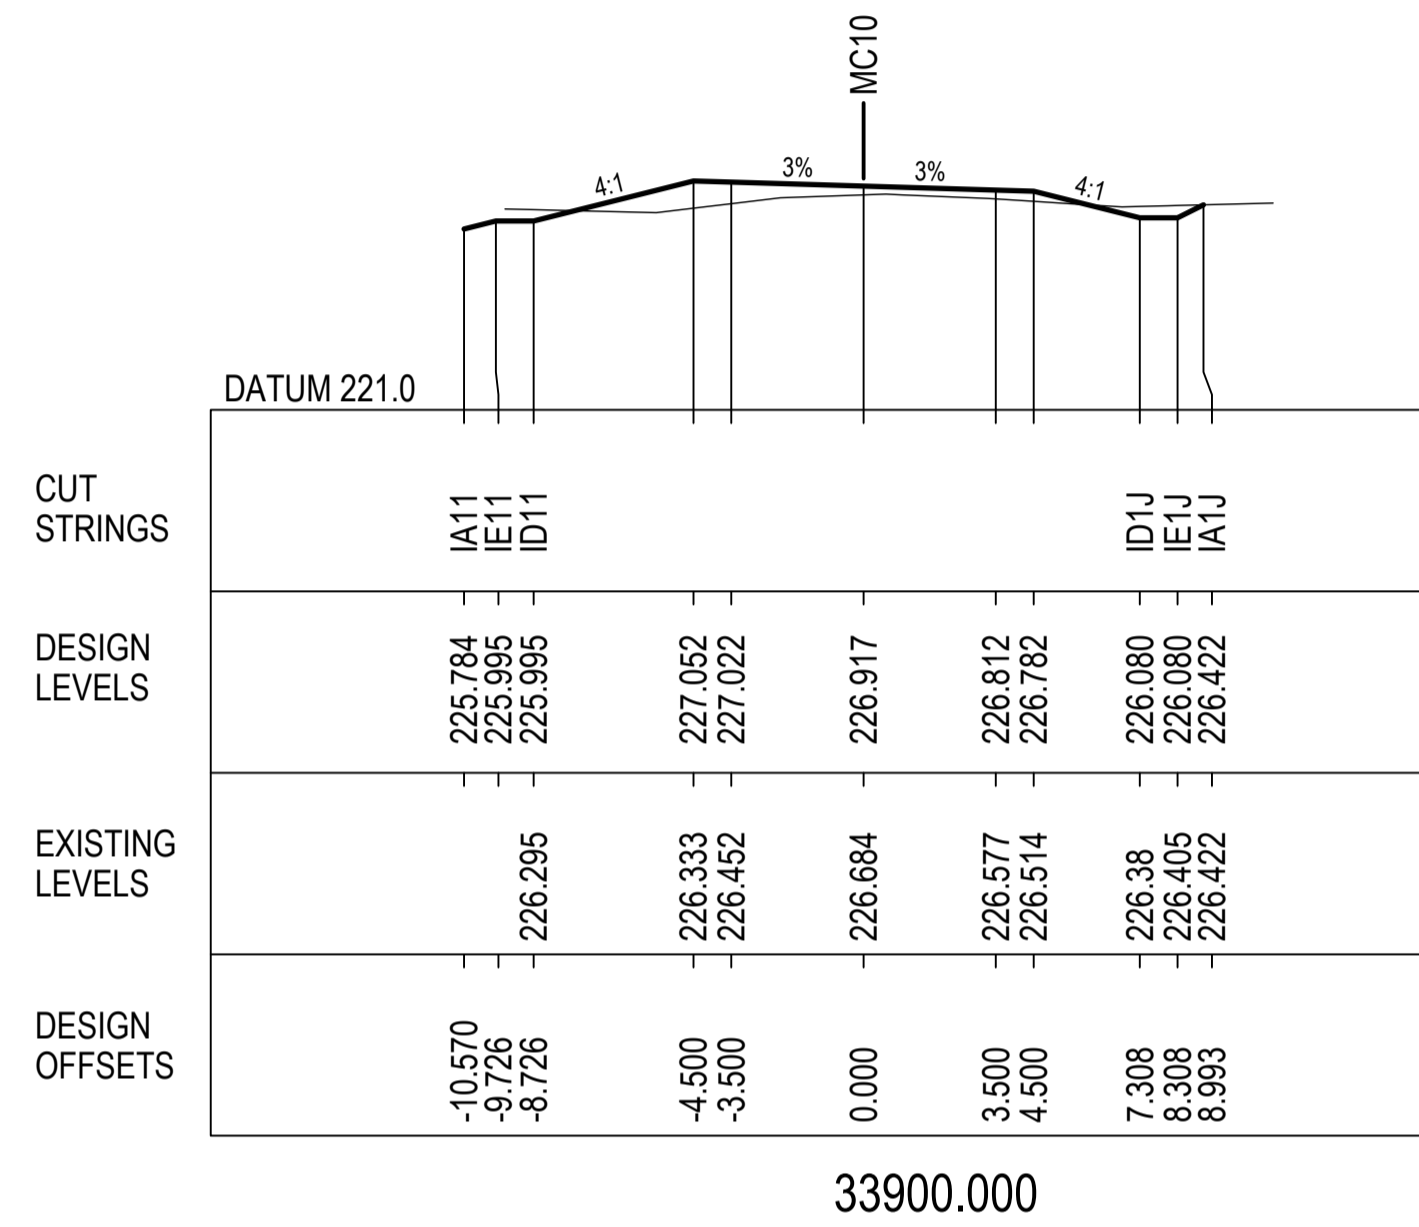 MC10
4:1
3%
3%
4:1
DATUM 221.0
CUT
STRINGS
IA11
IE11
ID11
ID1J
IE1J
IA1J
DESIGN
LEVELS
225.784
225.995
225.995
227.052
227.022
226.917
226.812
226.782
226.080
226.080
226.422
EXISTING
LEVELS
226.295
226.333
226.452
226.684
226.577
226.514
226.38
226.405
226.422
DESIGN
OFFSETS
-10.570
-9.726
-8.726
-4.500
-3.500
0.000
3.500
4.500
7.308
8.308
8.993
33900.000